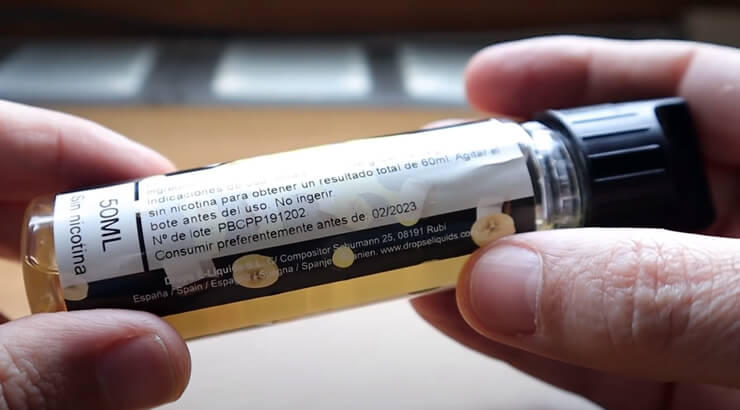 50ML
Sin nicotina
indicaciones de
sin nicotina para obtener un resultado total de 60ml. Agitar el
bote antes del uso. No ingerir.
Nº de lote: PBCPP191202
Consumir preferentemente antes de: 02/2023
Compositor Schumann 25, 08191 Rubí
España / Spain / www.dropseliquids.com